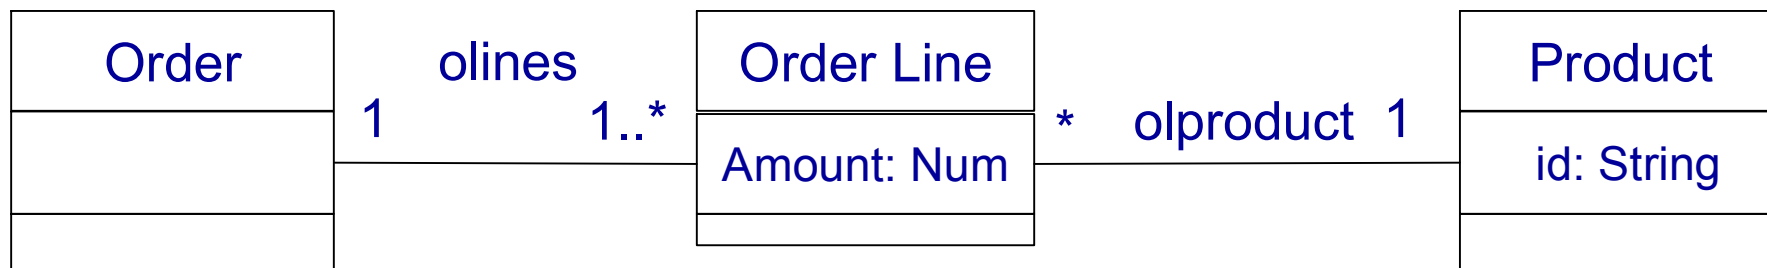 Order
olines
1
1..*
Order Line
Amount: Num
*
olproduct
1
Product
id: String